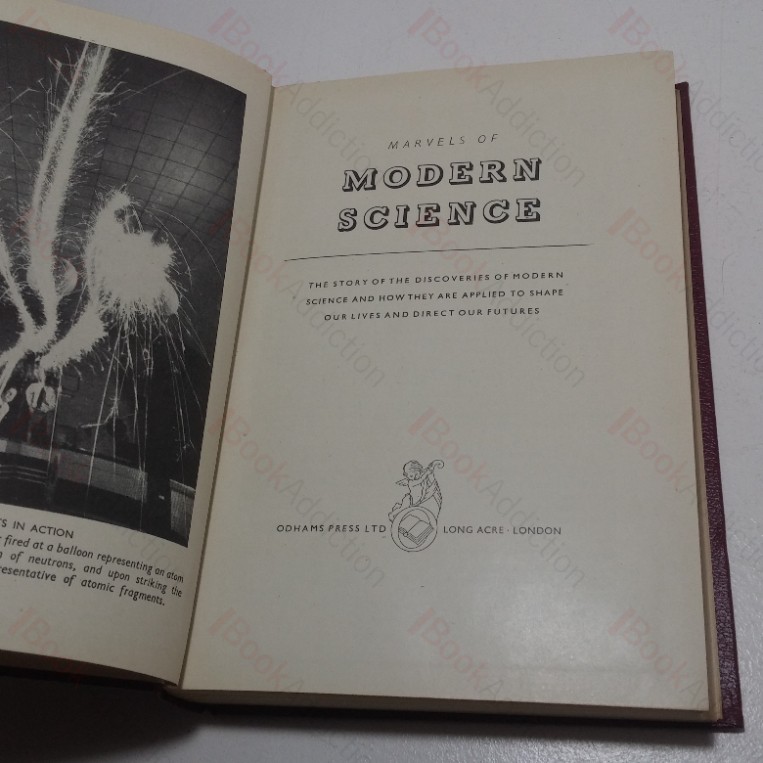 TS IN ACTION
fired at a balloon representing an atom
of neutrons, and upon striking the
resentative of atomic fragments.
MARVELS OF
MODERN
SCIENCE
THE STORY OF THE DISCOVERIES OF MODERN
SCIENCE AND HOW THEY ARE APPLIED TO SHAPE
OUR LIVES AND DIRECT OUR FUTURES
ODHAMS PRESS LTD LONG ACRE · LONDON
BookAddiction